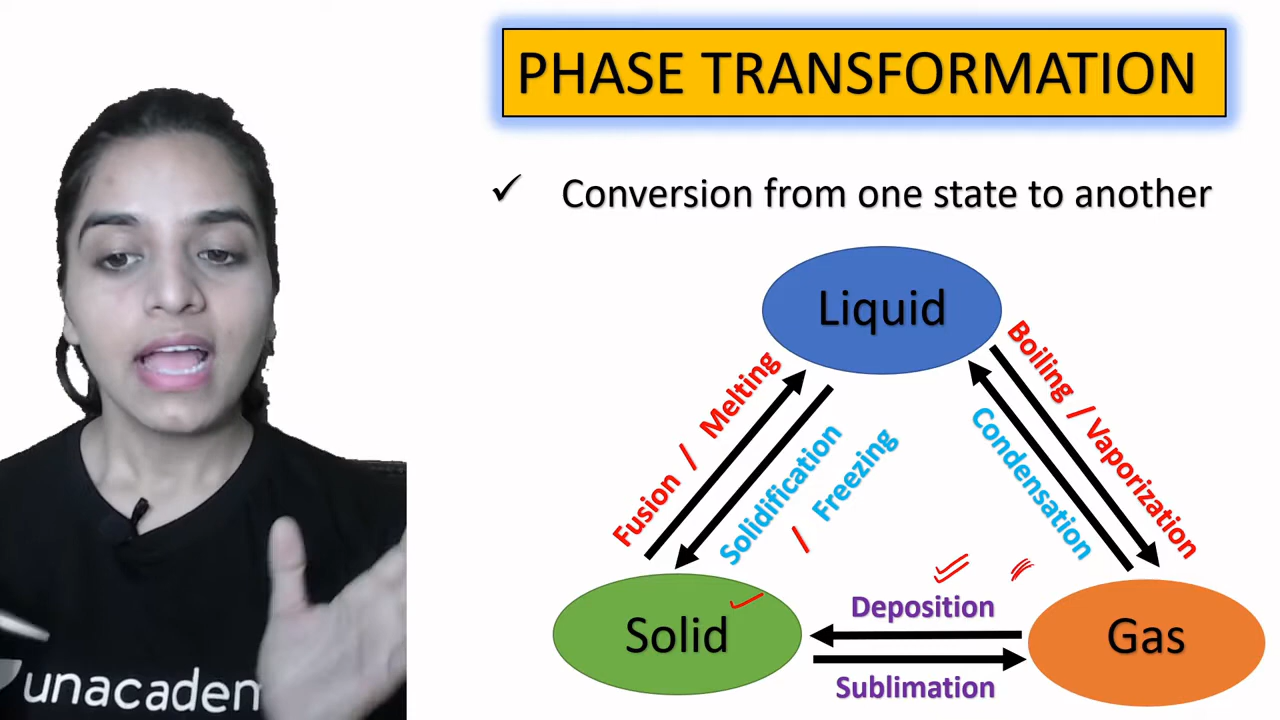 PHASE TRANSFORMATION
✓ Conversion from one state to another
Liquid
Fusion / Melting
Solidification
/ Freezing
Boiling / Vaporization
Condensation
Solid
Deposition
Gas
Sublimation
unacadem